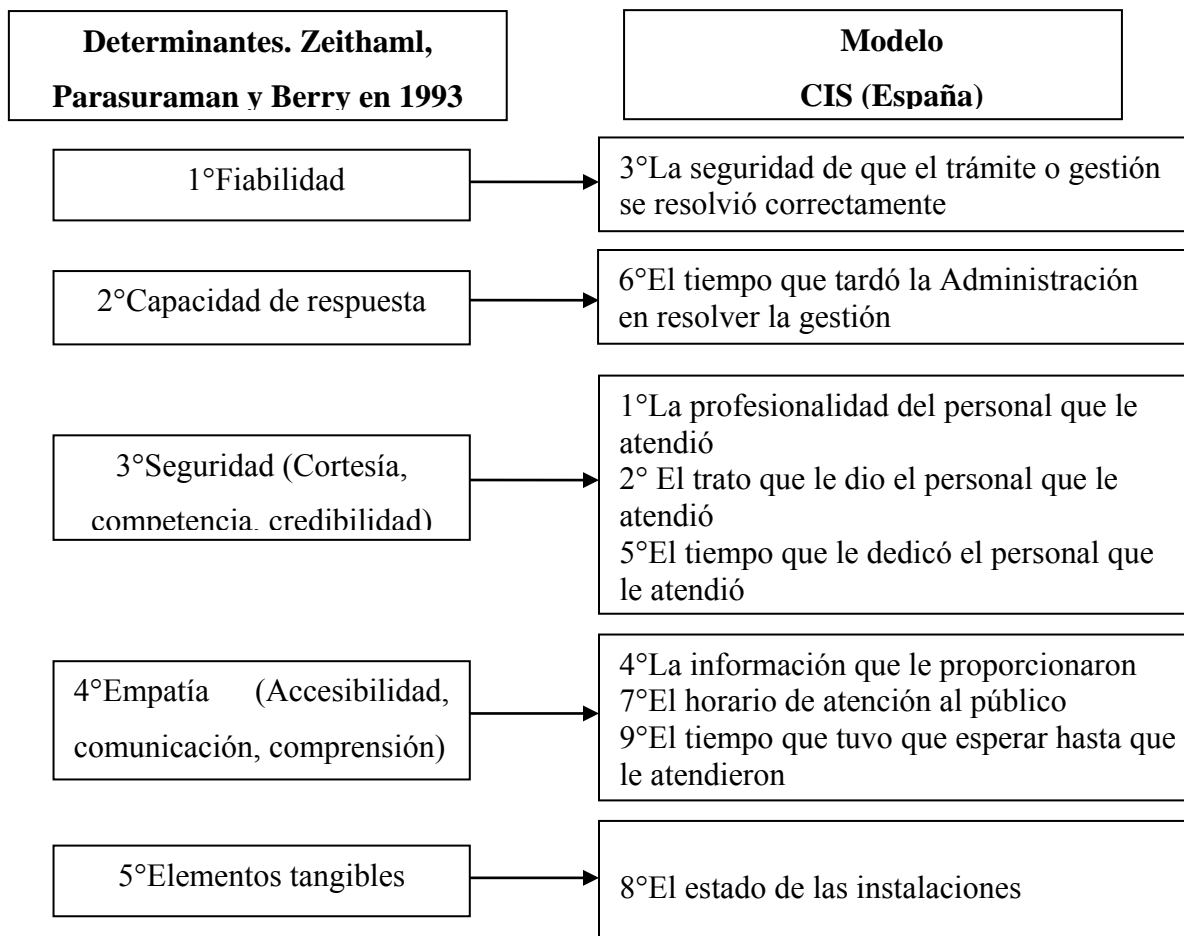 Determinantes. Zeithaml,
Parasuraman y Berry en 1993
Modelo
CIS (España)
1°Fiabilidad
3°La seguridad de que el trámite o gestión
se resolvió correctamente
2°Capacidad de respuesta
6°El tiempo que tardó la Administración
en resolver la gestión
3°Seguridad (Cortesía,
competencia, credibilidad)
1°La profesionalidad del personal que le
atendió
2° El trato que le dio el personal que le
atendió
5°El tiempo que le dedicó el personal que
le atendió
4°Empatía (Accesibilidad,
comunicación, comprensión)
4°La información que le proporcionaron
7°El horario de atención al público
9°El tiempo que tuvo que esperar hasta que
le atendieron
5°Elementos tangibles
8°El estado de las instalaciones